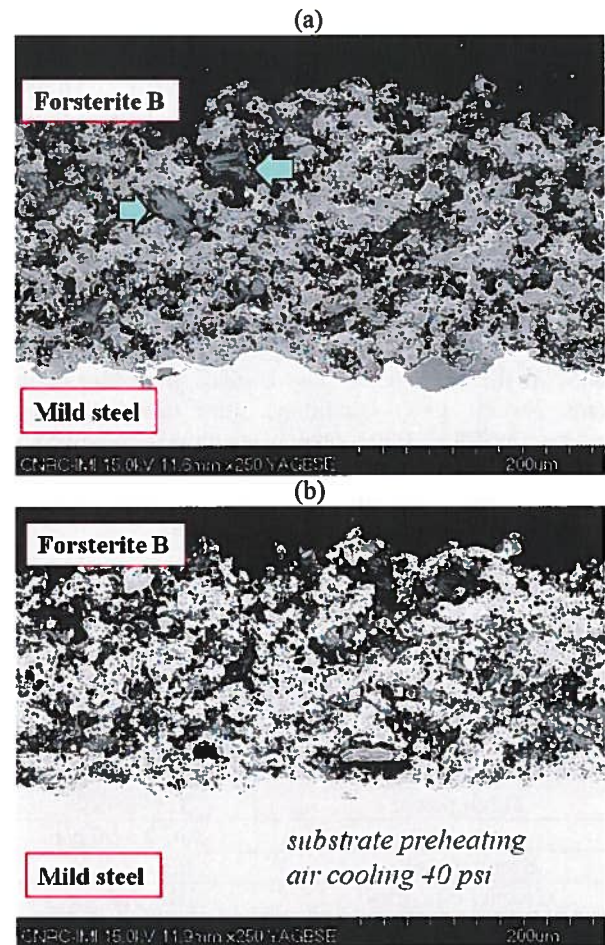 (a)
Forsterite B
Mild steel
CNRC-IMI 15.0kV 11.6mm x250 YAGBSE 200um
(b)
Forsterite B
substrate preheating
air cooling 40 psi
Mild steel
CNRC-IMI 15.0kV 11.9mm x250 YAGBSE 200um